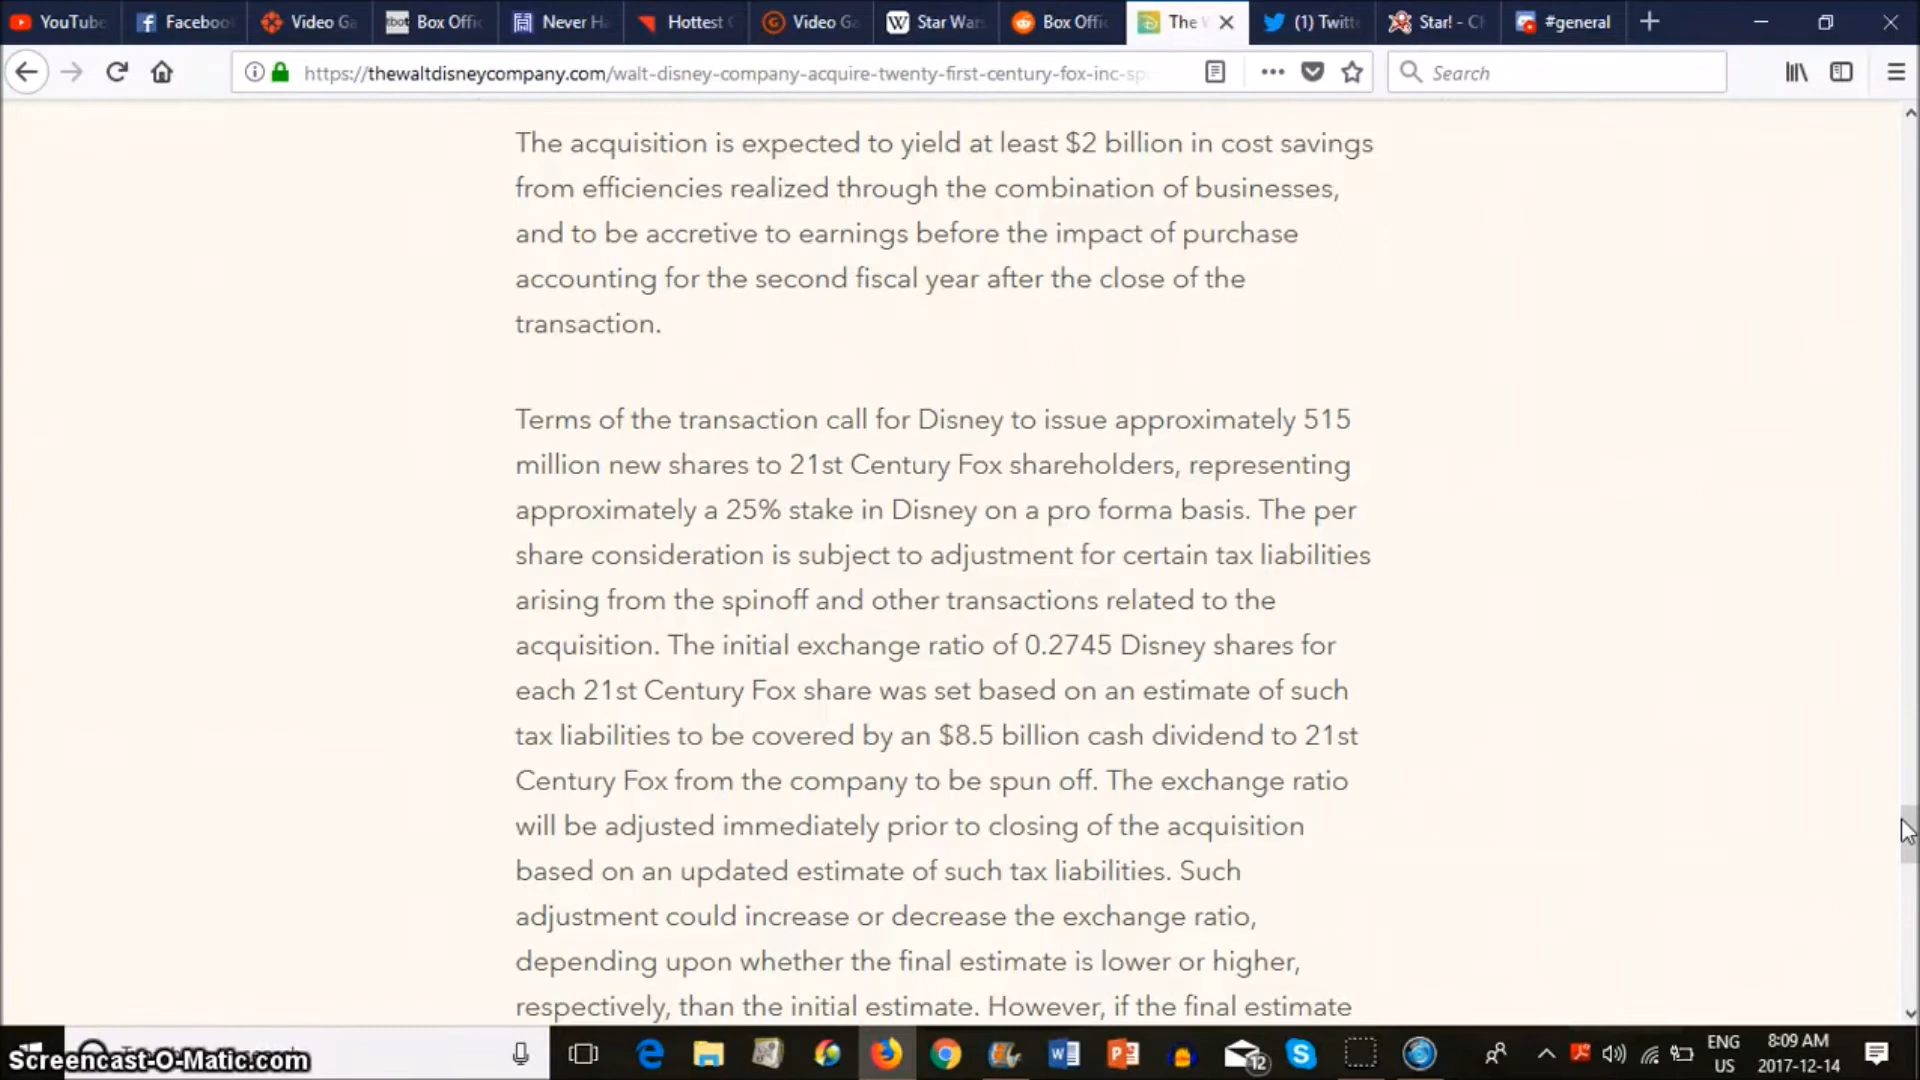 YouTube
Faceboo
Video Ga
tbot Box Offi
Never Ha
Hottest
Video Ga
Star War
Box Offi
The
(1) Twitt
Star! - Ch
#general
https://thewaltdisneycompany.com/walt-disney-company-acquire-twenty-first-century-fox-inc-sp
Search
The acquisition is expected to yield at least $2 billion in cost savings
from efficiencies realized through the combination of businesses,
and to be accretive to earnings before the impact of purchase
accounting for the second fiscal year after the close of the
transaction.
Terms of the transaction call for Disney to issue approximately 515
million new shares to 21st Century Fox shareholders, representing
approximately a 25% stake in Disney on a pro forma basis. The per
share consideration is subject to adjustment for certain tax liabilities
arising from the spinoff and other transactions related to the
acquisition. The initial exchange ratio of 0.2745 Disney shares for
each 21st Century Fox share was set based on an estimate of such
tax liabilities to be covered by an $8.5 billion cash dividend to 21st
Century Fox from the company to be spun off. The exchange ratio
will be adjusted immediately prior to closing of the acquisition
based on an updated estimate of such tax liabilities. Such
adjustment could increase or decrease the exchange ratio,
depending upon whether the final estimate is lower or higher,
respectively, than the initial estimate. However, if the final estimate
Screencast-O-Matic.com
12
ENG
US
8:09 AM
2017-12-14